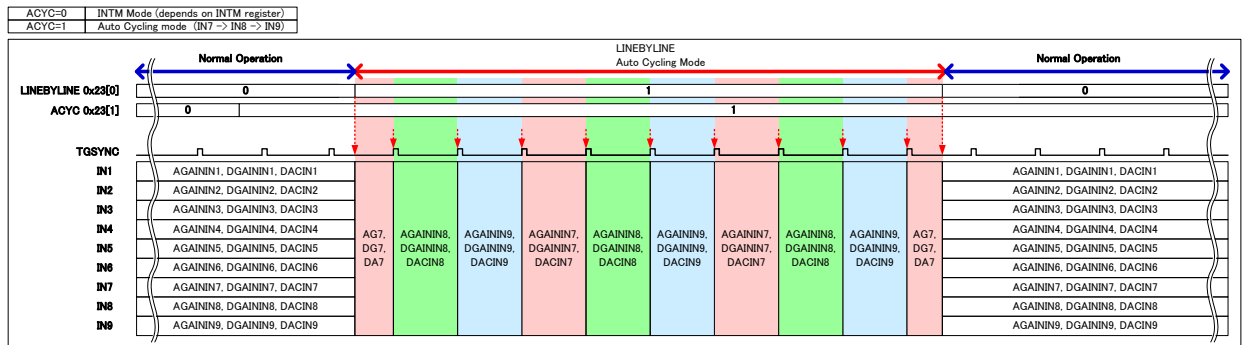 ACYC=0 INTM Mode (depends on INTM register)
ACYC=1 Auto Cycling mode (IN7 -> IN8 -> IN9)
LINEBYLINE
Normal Operation Auto Cycling Mode Normal Operation
LINEBYLINE 0x23[0] 0 1 0
ACYC 0x23[1] 0 1
TGSYNC
IN1 AGAININ1, DGAININ1, DACIN1 AGAININ1, DGAININ1, DACIN1
IN2 AGAININ2, DGAININ2, DACIN2 AGAININ2, DGAININ2, DACIN2
IN3 AGAININ3, DGAININ3, DACIN3 AGAININ3, DGAININ3, DACIN3
IN4 AGAININ4, DGAININ4, DACIN4 AG7, AGAININ8, AGAININ9, AGAININ7, AGAININ8, AGAININ9, AGAININ7, AGAININ8, AGAININ9, AG7, AGAININ4, DGAININ4, DACIN4
IN5 AGAININ5, DGAININ5, DACIN5 DG7, DGAININ8, DGAININ9, DGAININ7, DGAININ8, DGAININ9, DGAININ7, DGAININ8, DGAININ9, DG7, AGAININ5, DGAININ5, DACIN5
IN6 AGAININ6, DGAININ6, DACIN6 DA7 DACIN8 DACIN9 DACIN7 DACIN8 DACIN9 DACIN7 DACIN8 DACIN9 DA7 AGAININ6, DGAININ6, DACIN6
IN7 AGAININ7, DGAININ7, DACIN7 AGAININ7, DGAININ7, DACIN7
IN8 AGAININ8, DGAININ8, DACIN8 AGAININ8, DGAININ8, DACIN8
IN9 AGAININ9, DGAININ9, DACIN9 AGAININ9, DGAININ9, DACIN9